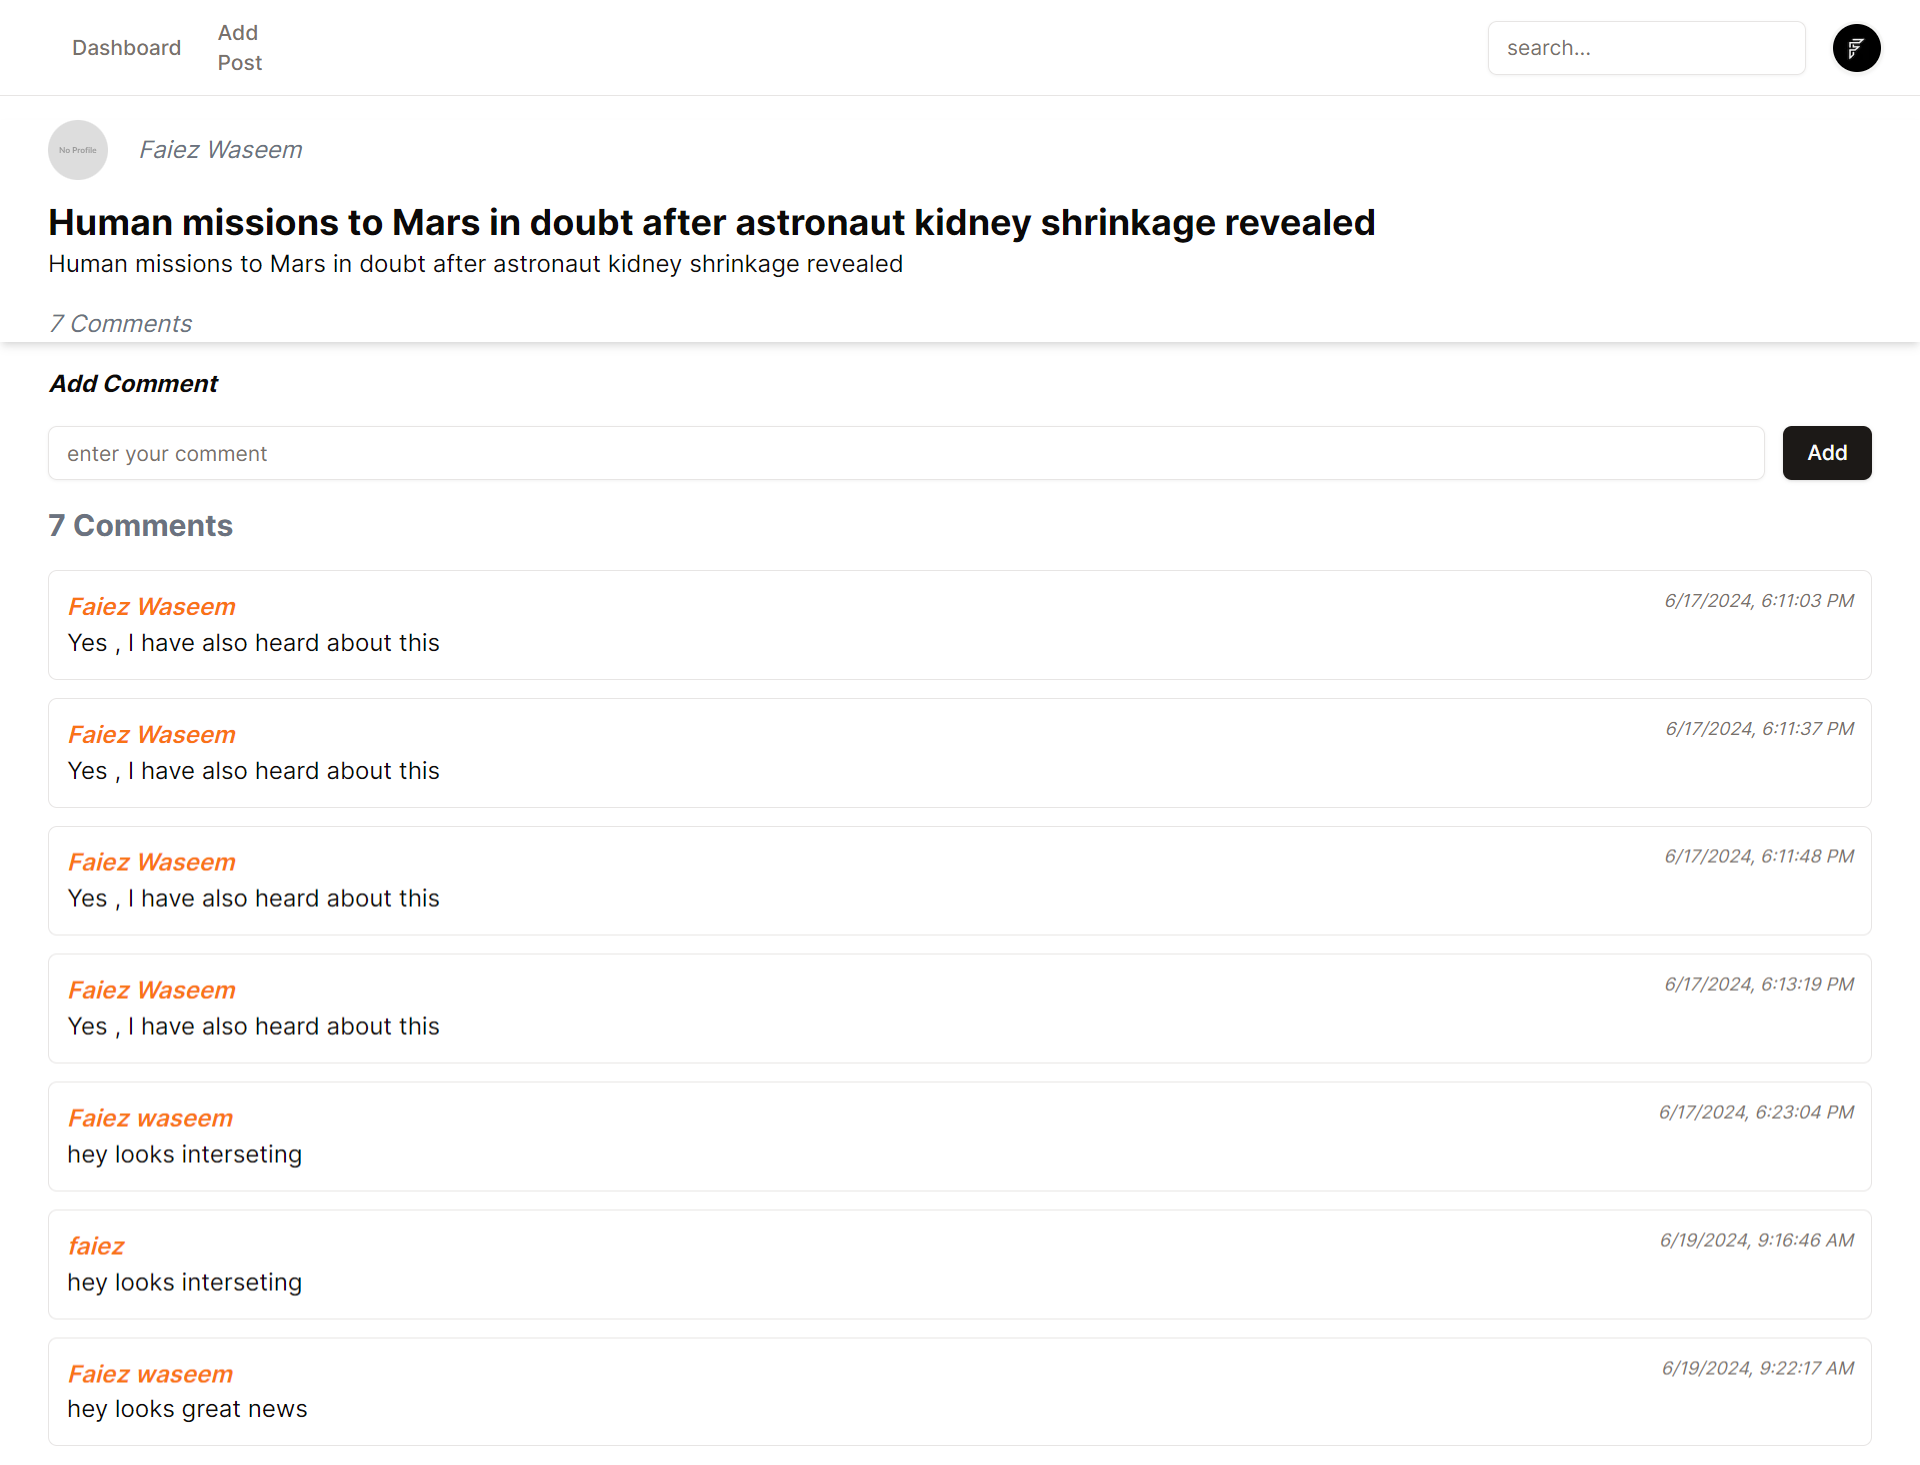 Dashboard
Add
Post
search...
No Profile
Faiez Waseem
Human missions to Mars in doubt after astronaut kidney shrinkage revealed
Human missions to Mars in doubt after astronaut kidney shrinkage revealed
7 Comments
Add Comment
enter your comment
Add
7 Comments
Faiez Waseem
6/17/2024, 6:11:03 PM
Yes , I have also heard about this
Faiez Waseem
6/17/2024, 6:11:37 PM
Yes , I have also heard about this
Faiez Waseem
6/17/2024, 6:11:48 PM
Yes , I have also heard about this
Faiez Waseem
6/17/2024, 6:13:19 PM
Yes , I have also heard about this
Faiez waseem
6/17/2024, 6:23:04 PM
hey looks interseting
faiez
6/19/2024, 9:16:46 AM
hey looks interseting
Faiez waseem
6/19/2024, 9:22:17 AM
hey looks great news